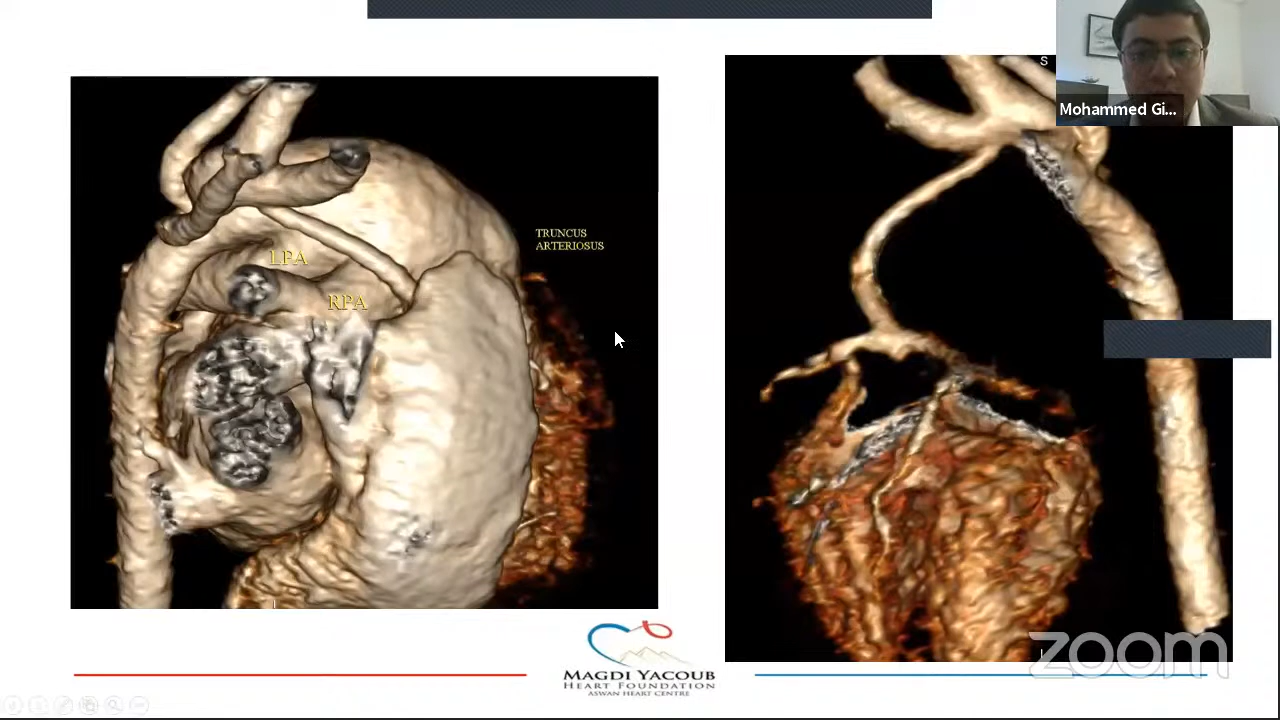 S
Mohammed Gi...
TRUNCUS
ARTERIOSUS
LPA
RPA
MAGDI YACOUB
HEART FOUNDATION
ASWAN HEART CENTRE
zoom